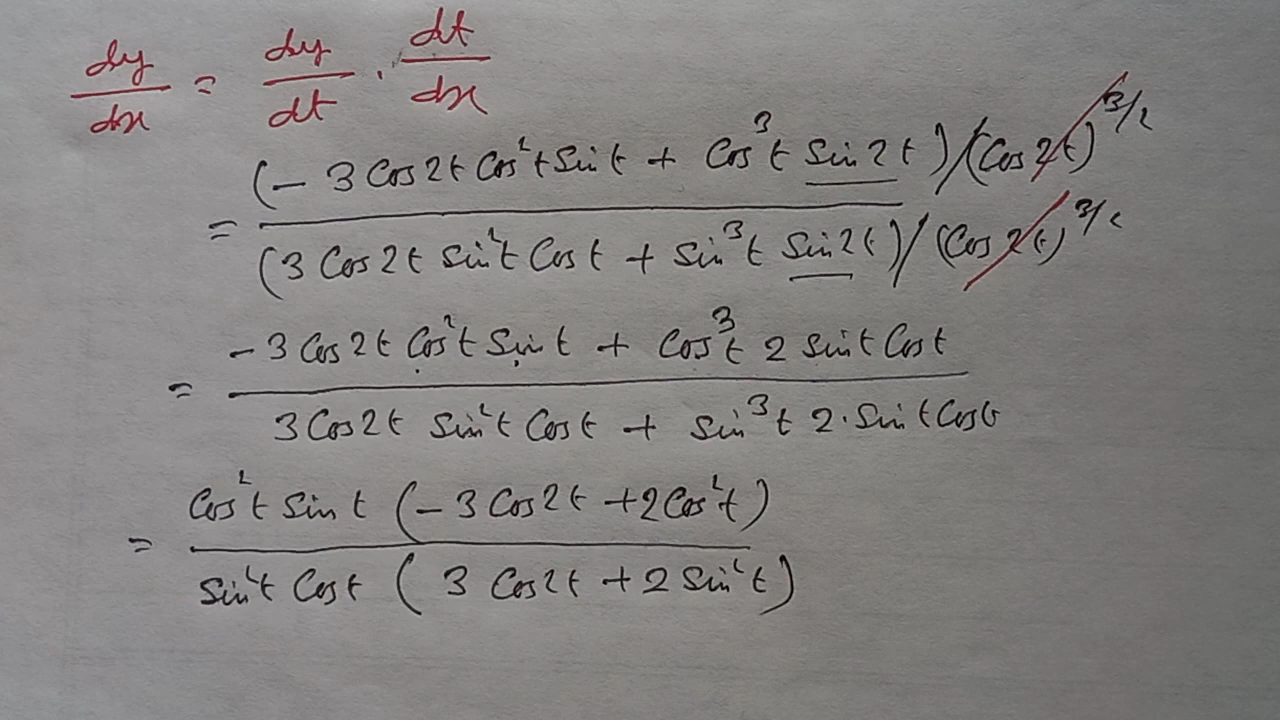 dy/dx = dy/dt · dt/dx
= (- 3 Cos 2t Cos²t Sin t + Cos³t Sin 2t)/(Cos 2t)^3/2 / (3 Cos 2t Sin²t Cos t + Sin³t Sin 2t)/(Cos 2t)^3/2
= -3 Cos 2t Cos²t Sin t + Cos³t 2 Sin t Cos t / 3 Cos 2t Sin²t Cos t + Sin³t 2·Sin t Cos t
= Cos²t Sin t (-3 Cos 2t + 2Cos²t) / Sin²t Cos t (3 Cos 2t + 2 Sin²t)